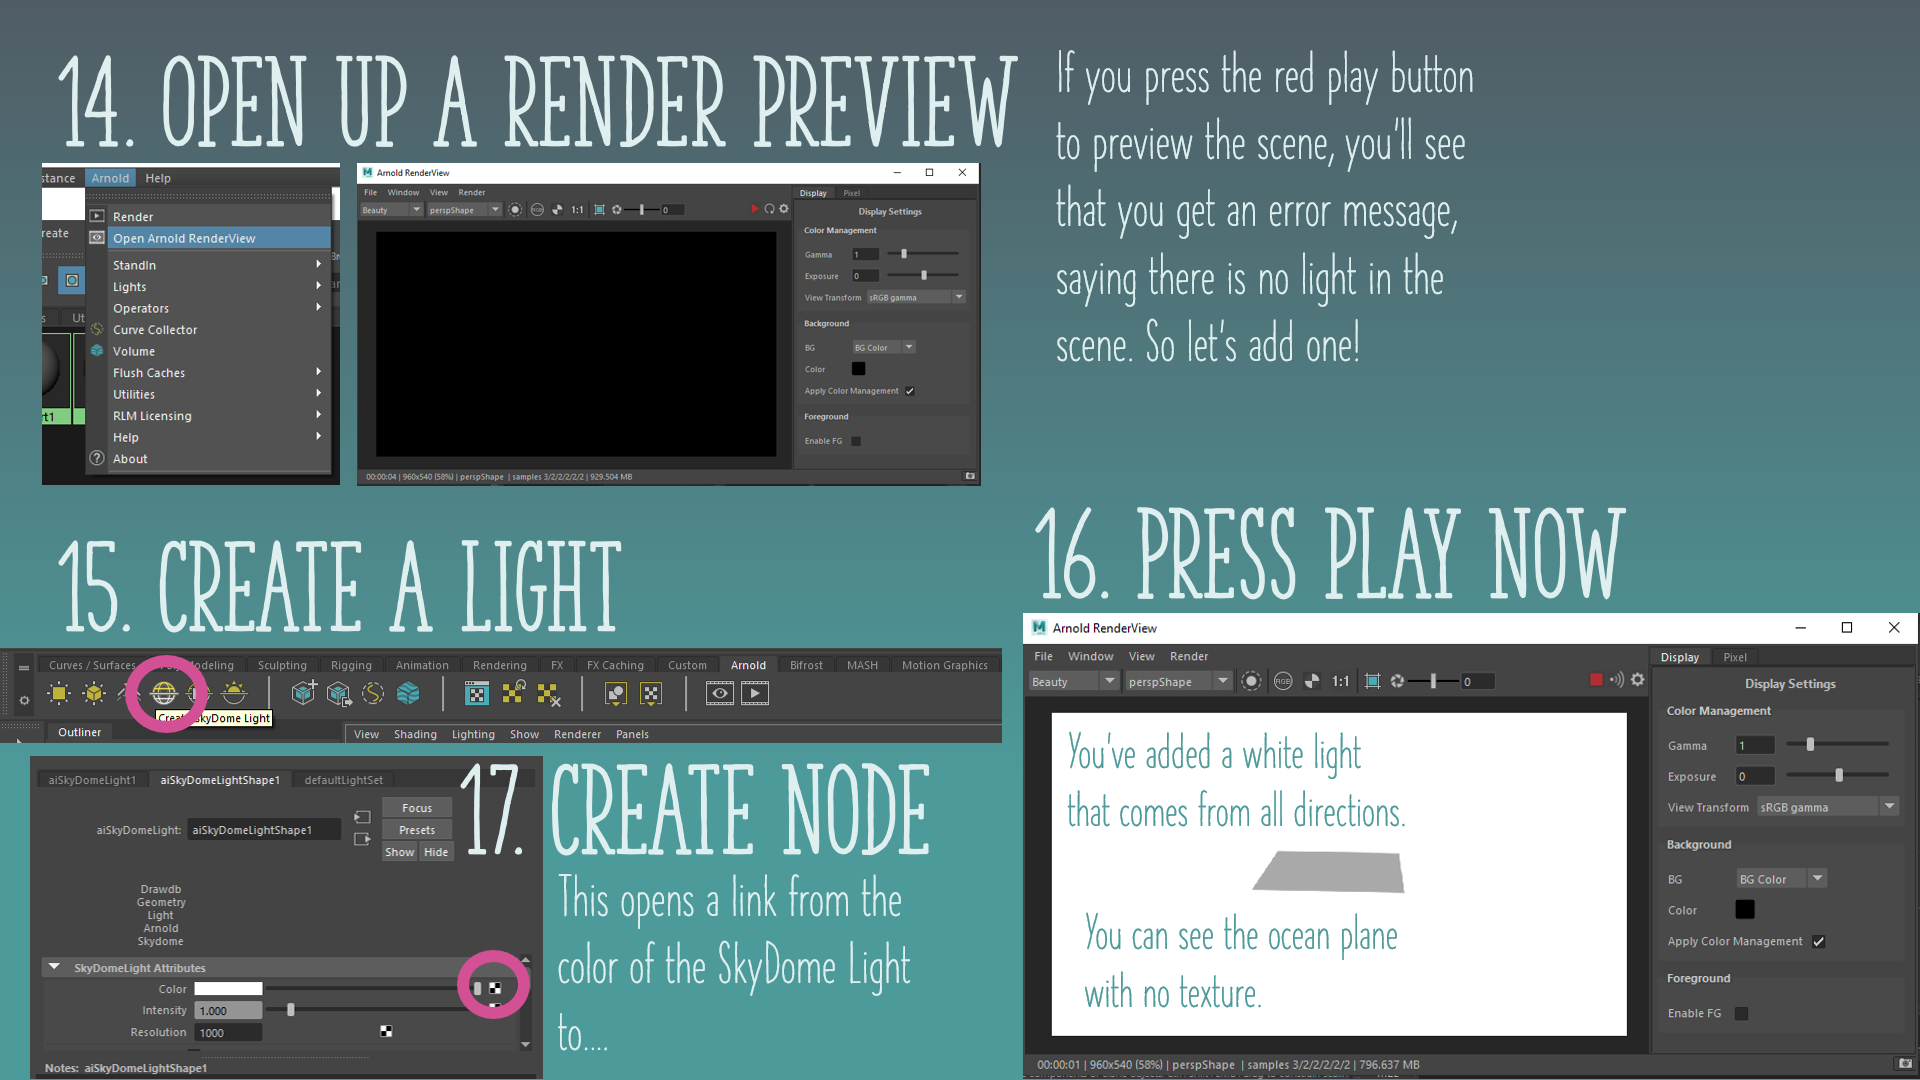 14. OPEN UP A RENDER PREVIEW
stance Arnold Help
Render
Open Arnold RenderView
eate
StandIn
Lights
Operators
Ut
Curve Collector
Volume
Flush Caches
Utilities
rt1
RLM Licensing
Help
About
Arnold RenderView
File Window View Render
Beauty perspShape 1:1 0
Display Pixel
Display Settings
Color Management
Gamma 1
Exposure 0
View Transform sRGB gamma
Background
BG BG Color
Color
Apply Color Management
Foreground
Enable FG
00:00:04 | 960x540 (58%) | perspShape | samples 3/2/2/2/2/2 | 929.504 MB
If you press the red play button
to preview the scene, you'll see
that you get an error message,
saying there is no light in the
scene. So let's add one!
15. CREATE A LIGHT
Curves / Surfaces Modeling Sculpting Rigging Animation Rendering FX FX Caching Custom Arnold Bifrost MASH Motion Graphics
Create SkyDome Light
Outliner
View Shading Lighting Show Renderer Panels
16. PRESS PLAY NOW
Arnold RenderView
File Window View Render
Beauty perspShape RGB 1:1 0
Display Pixel
Display Settings
Color Management
Gamma 1
Exposure 0
View Transform sRGB gamma
Background
BG BG Color
Color
Apply Color Management
Foreground
Enable FG
You've added a white light
that comes from all directions.
You can see the ocean plane
with no texture.
00:00:01 | 960x540 (58%) | perspShape | samples 3/2/2/2/2/2 | 796.637 MB
17. CREATE NODE
This opens a link from the
color of the SkyDome Light
to....
aiSkyDomeLight1 aiSkyDomeLightShape1 defaultLightSet
Focus
aiSkyDomeLight: aiSkyDomeLightShape1
Presets
Show Hide
Drawdb
Geometry
Light
Arnold
Skydome
SkyDomeLight Attributes
Color
Intensity 1.000
Resolution 1000
Notes: aiSkyDomeLightShape1